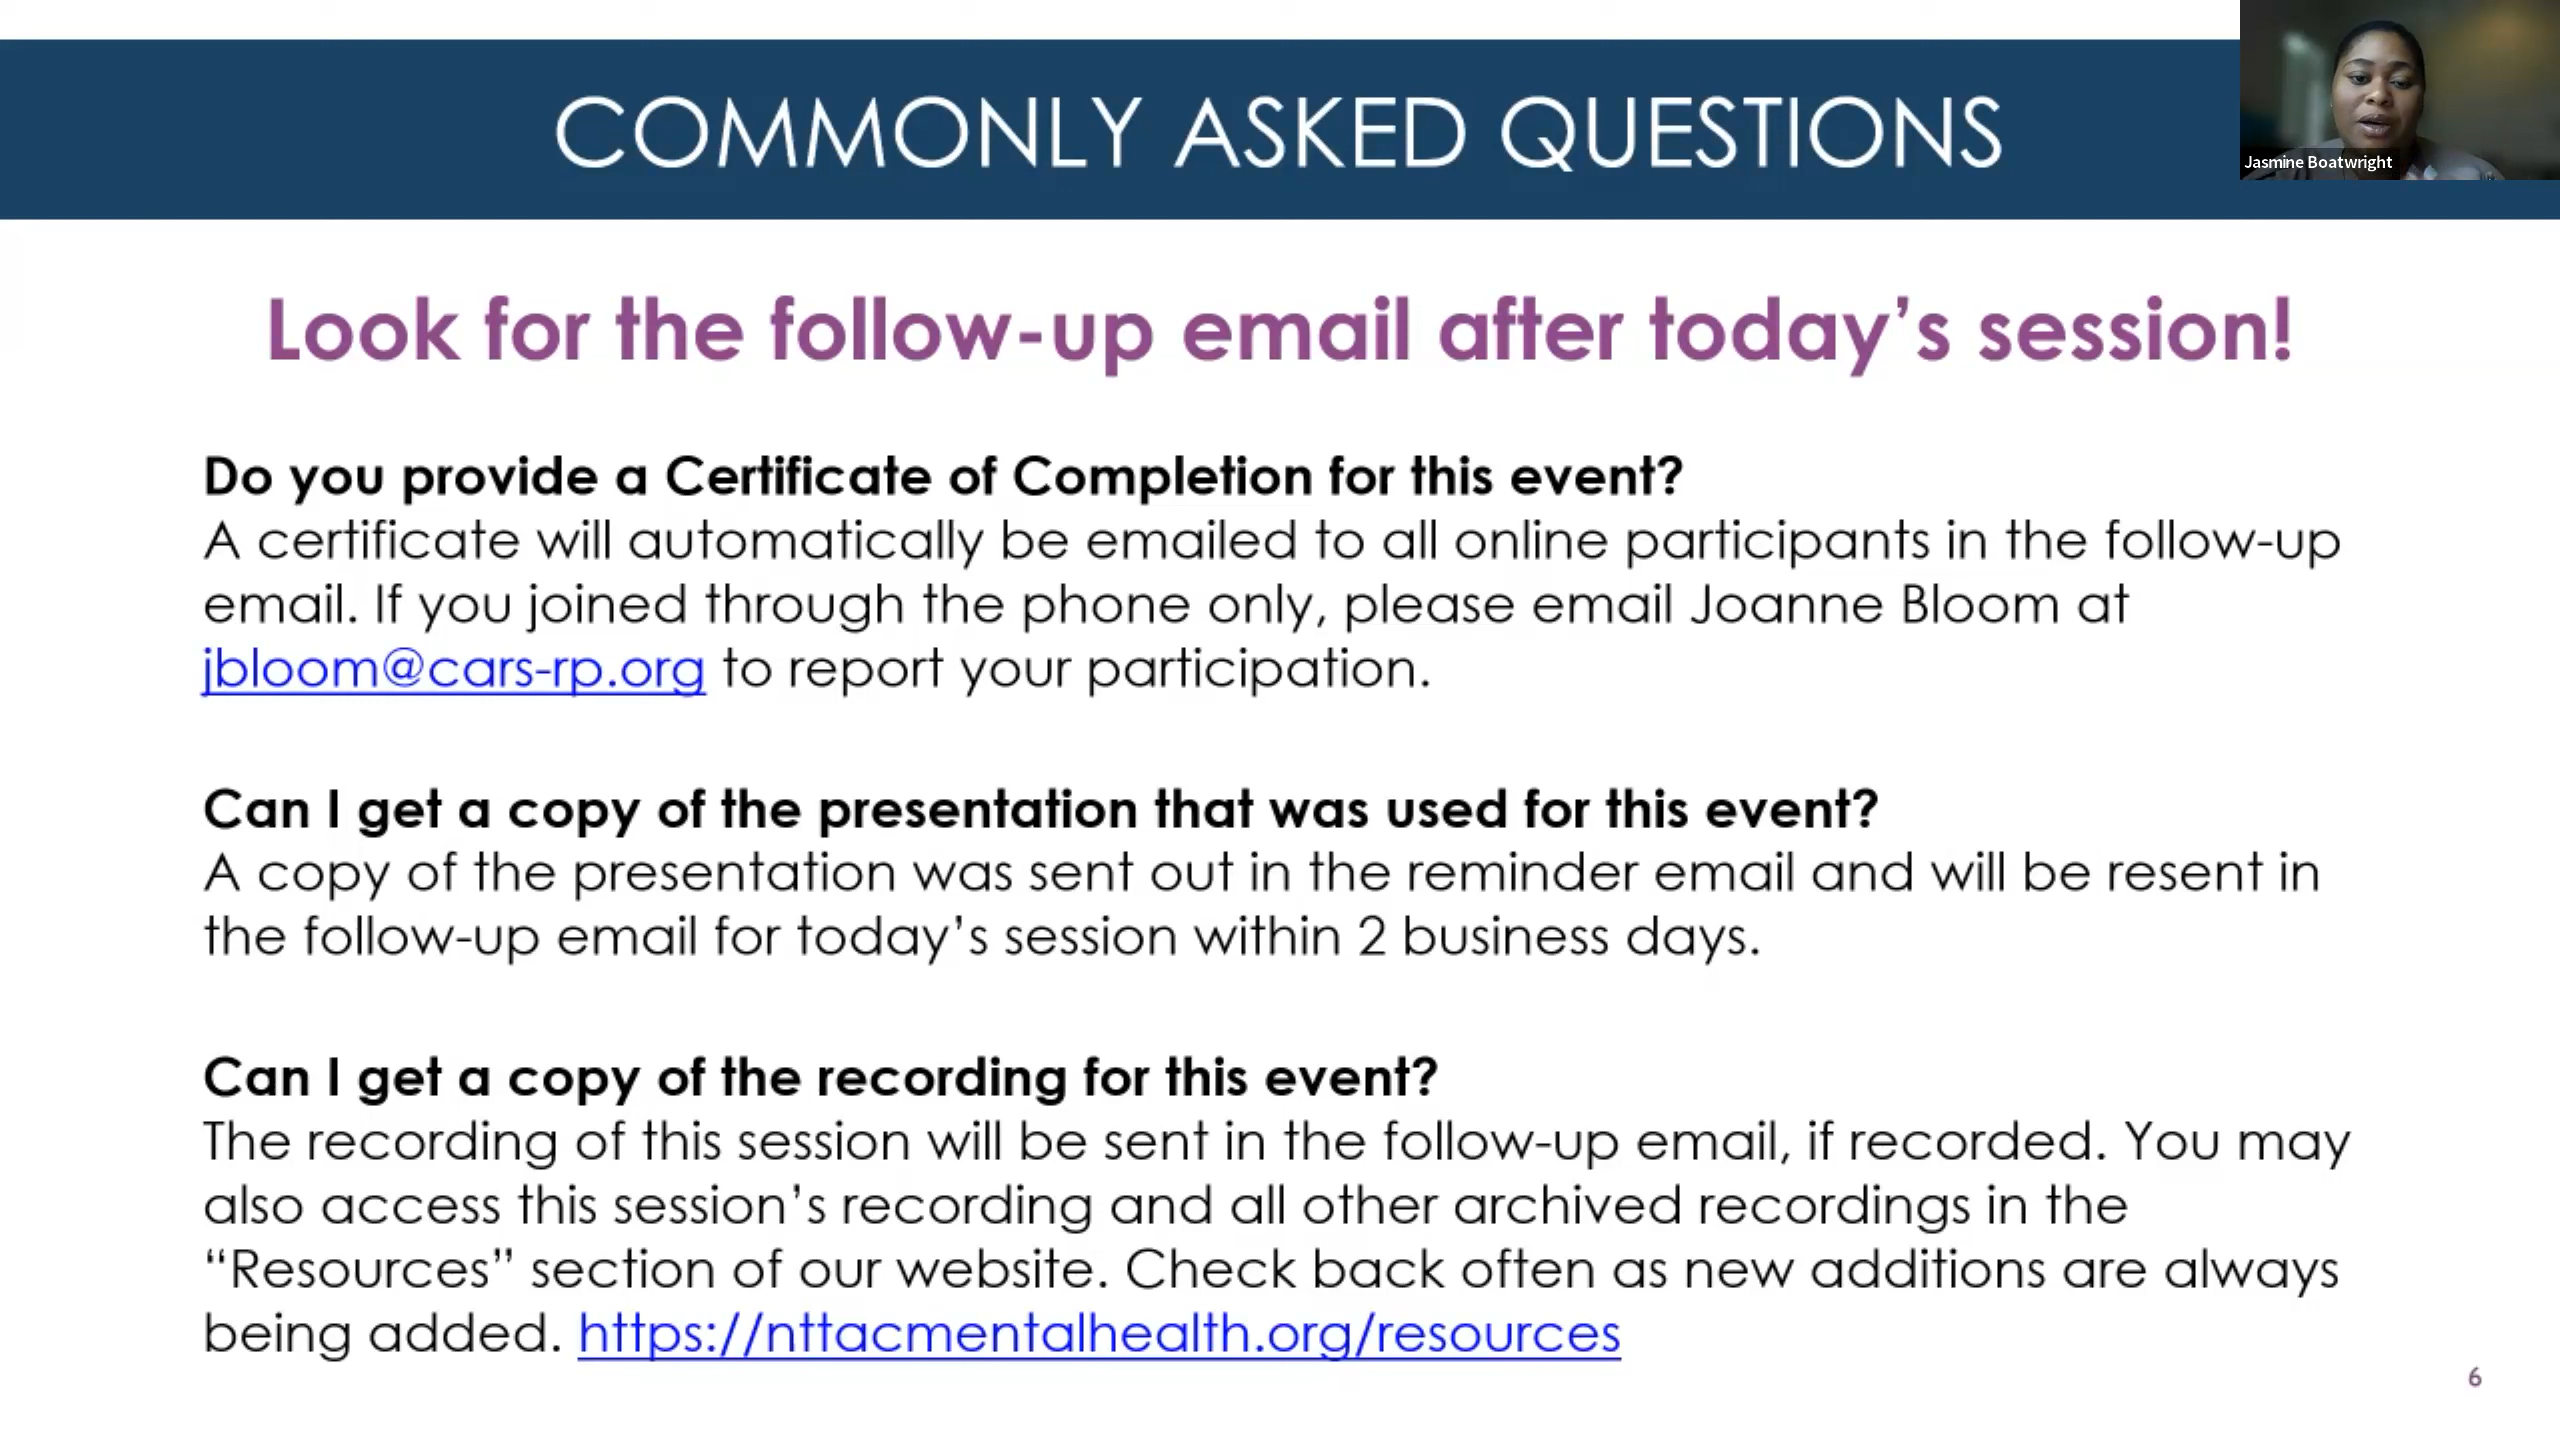 COMMONLY ASKED QUESTIONS
Jasmine Boatwright
Look for the follow-up email after today’s session!
Do you provide a Certificate of Completion for this event?
A certificate will automatically be emailed to all online participants in the follow-up
email. If you joined through the phone only, please email Joanne Bloom at
jbloom@cars-rp.org to report your participation.
Can I get a copy of the presentation that was used for this event?
A copy of the presentation was sent out in the reminder email and will be resent in
the follow-up email for today’s session within 2 business days.
Can I get a copy of the recording for this event?
The recording of this session will be sent in the follow-up email, if recorded. You may
also access this session’s recording and all other archived recordings in the
“Resources” section of our website. Check back often as new additions are always
being added. https://nttacmentalhealth.org/resources
6